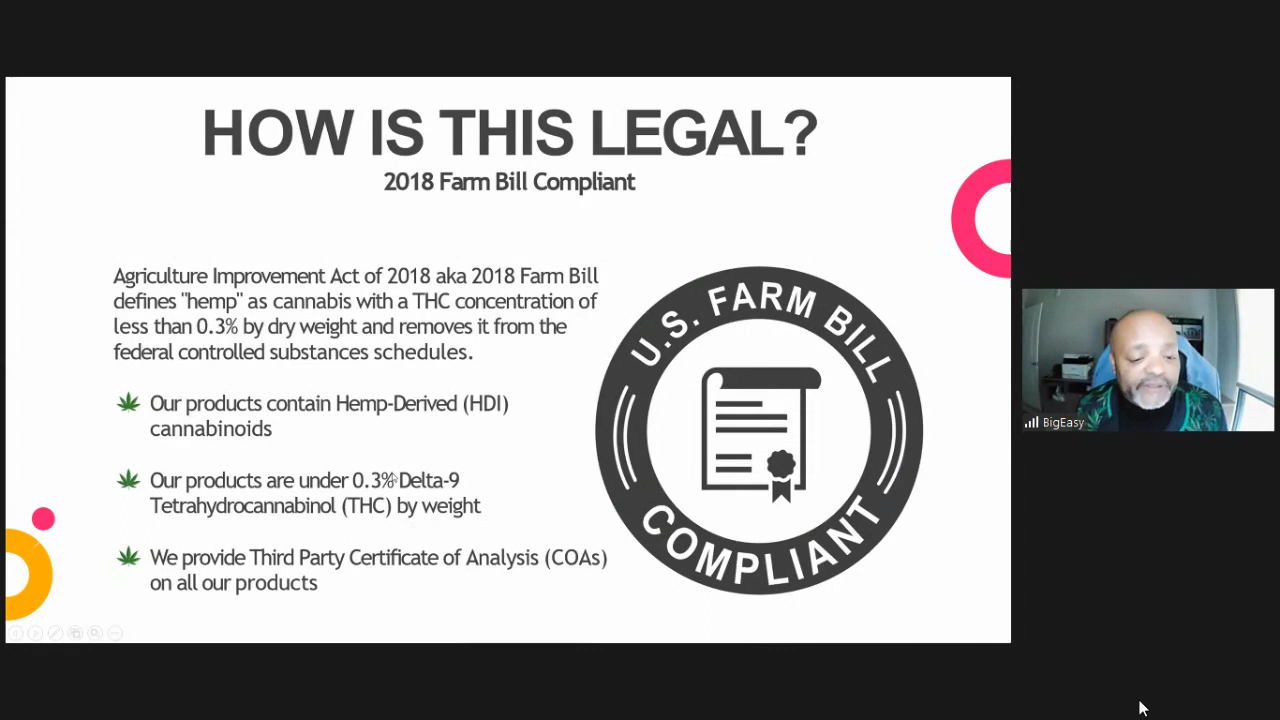 HOW IS THIS LEGAL?
2018 Farm Bill Compliant
Agriculture Improvement Act of 2018 aka 2018 Farm Bill
defines "hemp" as cannabis with a THC concentration of
less than 0.3% by dry weight and removes it from the
federal controlled substances schedules.
Our products contain Hemp-Derived (HDI)
cannabinoids
Our products are under 0.3% Delta-9
Tetrahydrocannabinol (THC) by weight
We provide Third Party Certificate of Analysis (COAs)
on all our products
U.S. FARM BILL
COMPLIANT
BigEasy